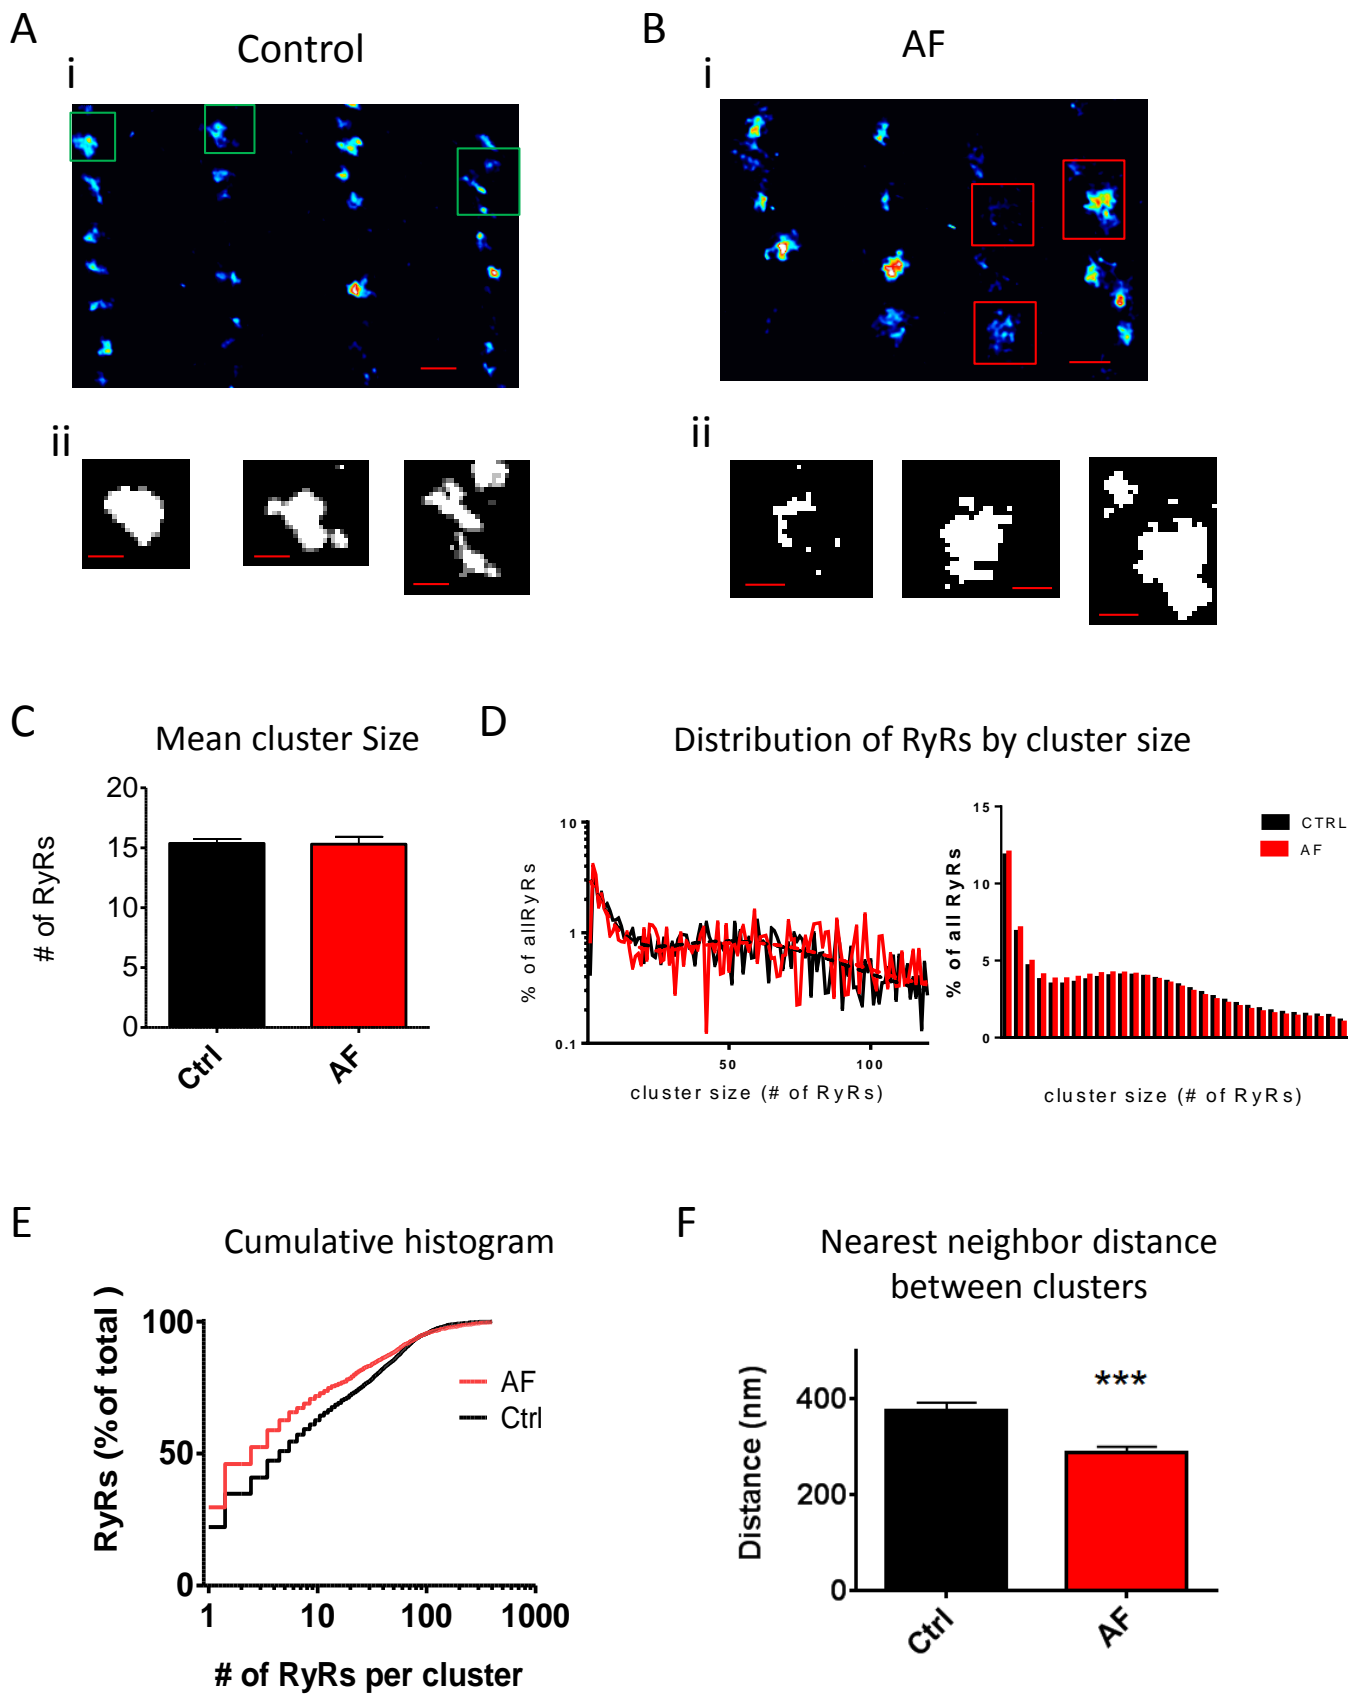 A
Control
i
ii
B
AF
i
ii
C
Mean cluster Size
# of RyRs
20
15
10
5
0
Ctrl
AF
D
Distribution of RyRs by cluster size
% of allRyRs
10
1
0.1
50
100
cluster size (# of RyRs)
% of all RyRs
15
10
5
0
CTRL
AF
cluster size (# of RyRs)
E
Cumulative histogram
RyRs (% of total )
100
50
0
AF
Ctrl
1
10
100
1000
# of RyRs per cluster
F
Nearest neighbor distance
between clusters
Distance (nm)
400
200
0
***
Ctrl
AF